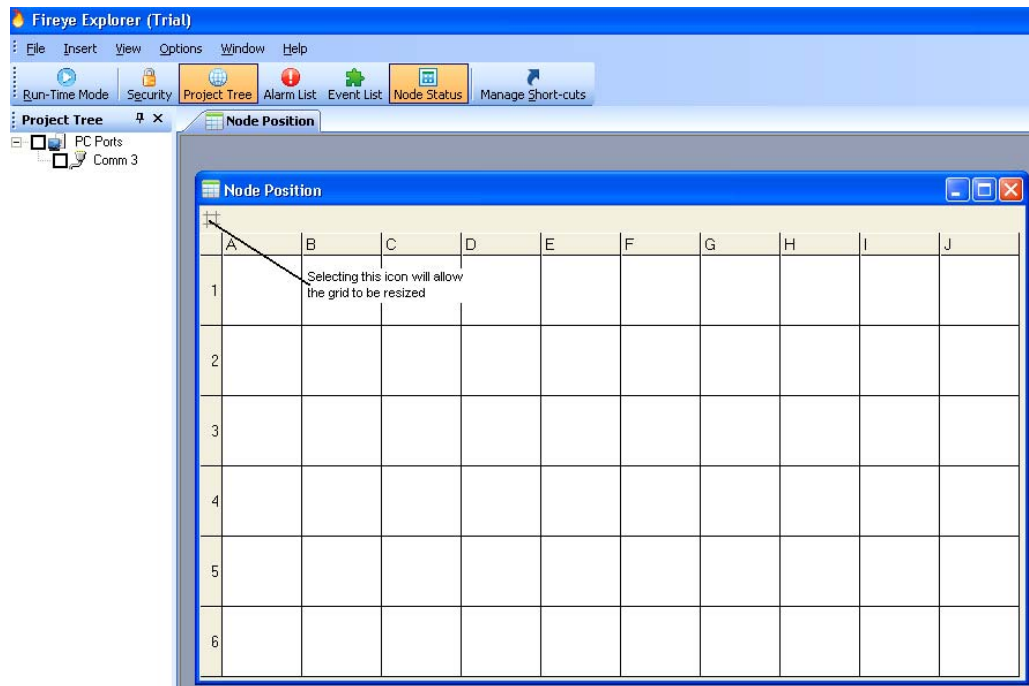 Fireye Explorer (Trial)
File Insert View Options Window Help
Run-Time Mode Security Project Tree Alarm List Event List Node Status Manage Short-cuts
Project Tree
Node Position
PC Ports
Comm 3
Node Position
A B C D E F G H I J
Selecting this icon will allow
the grid to be resized
1
2
3
4
5
6